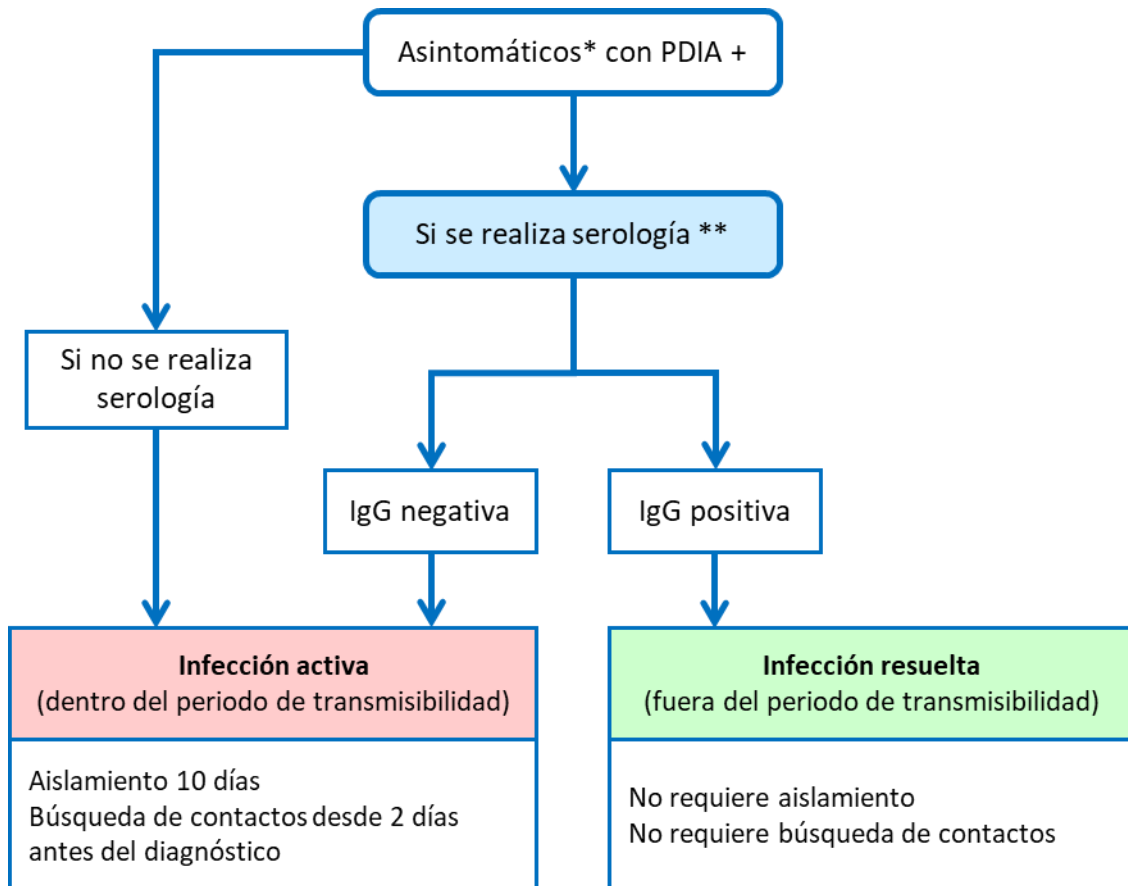 Asintomáticos* con PDIA +
Si se realiza serología **
Si no se realiza
serología
IgG negativa
IgG positiva
Infección activa
(dentro del periodo de transmisibilidad)
Aislamiento 10 días
Búsqueda de contactos desde 2 días
antes del diagnóstico
Infección resuelta
(fuera del periodo de transmisibilidad)
No requiere aislamiento
No requiere búsqueda de contactos